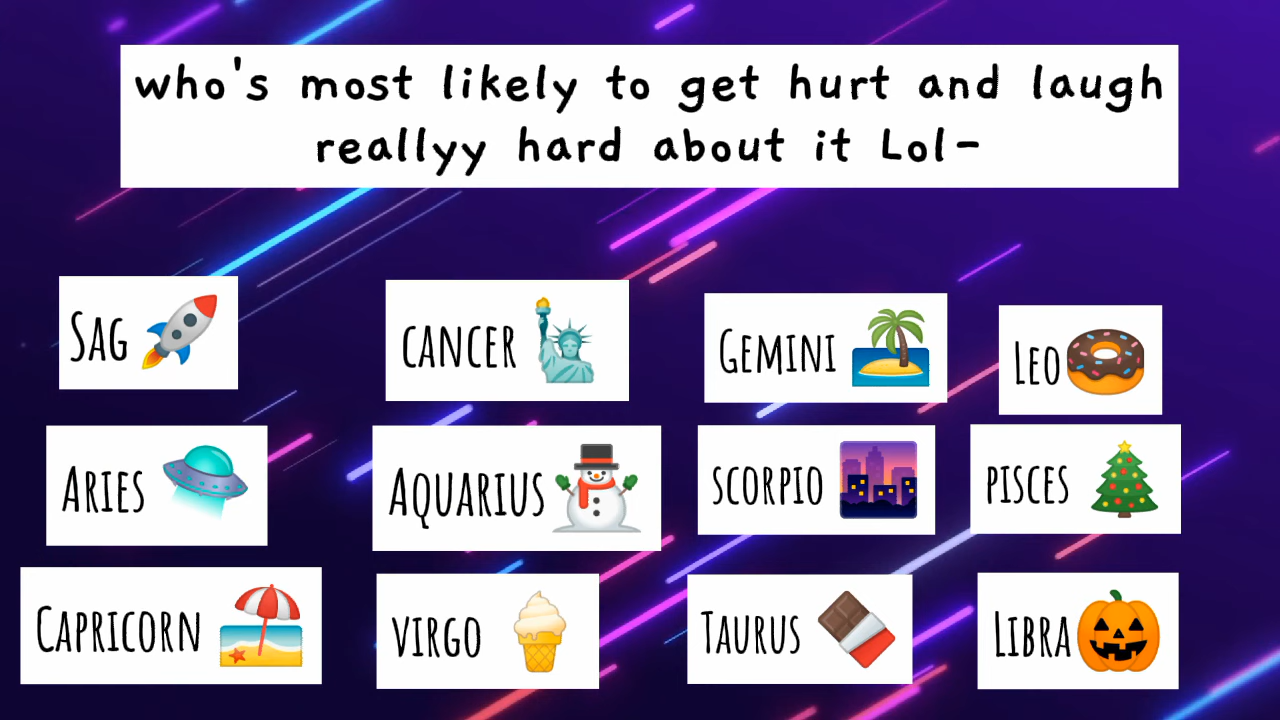 who's most likely to get hurt and laugh
reallyy hard about it Lol-
Sag
cancer
Gemini
Leo
Aries
Aquarius
scorpio
pisces
Capricorn
virgo
Taurus
Libra